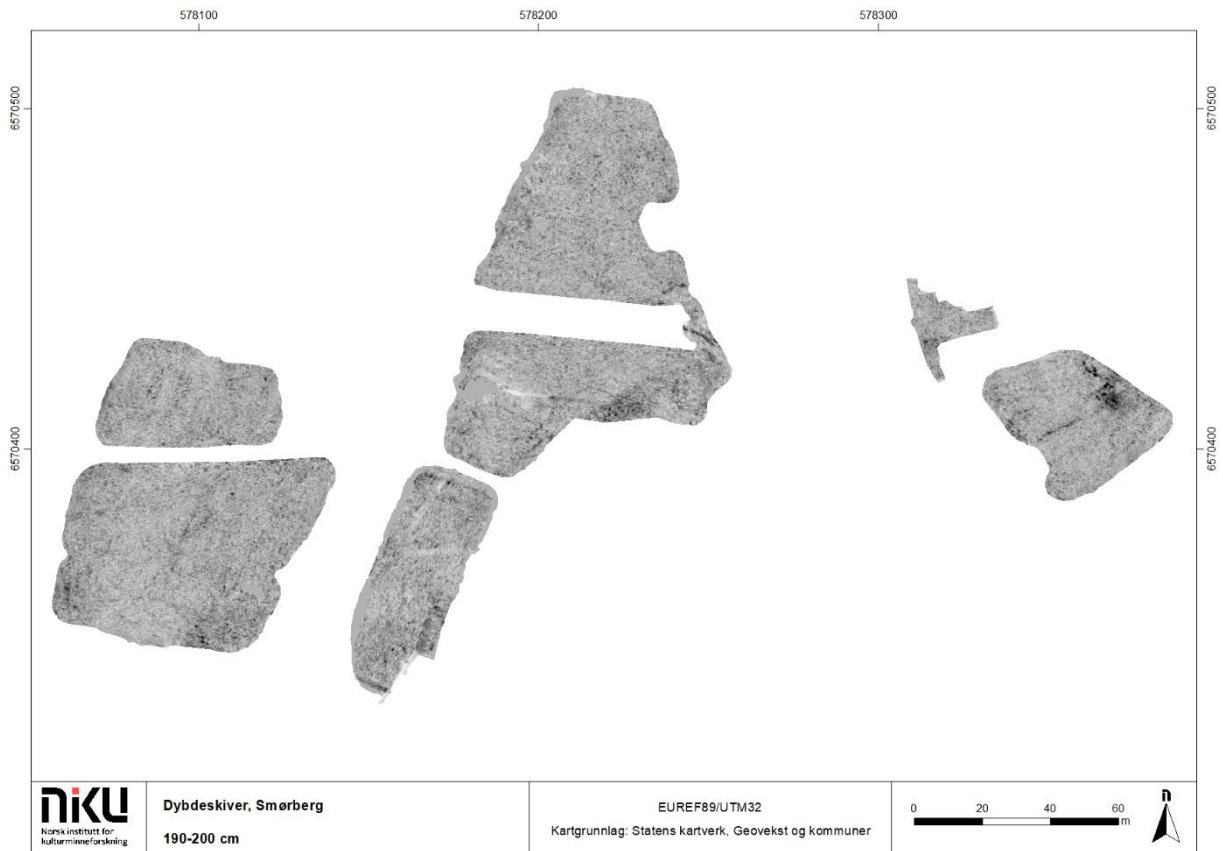 578100 578200 578300
6570500 6570500
6570400 6570400
niku
Norsk institutt for
kulturminneforskning
Dybdeskiver, Smørberg
190-200 cm
EUREF89/UTM32
Kartgrunnlag: Statens kartverk, Geovekst og kommuner
0 20 40 60
m
n